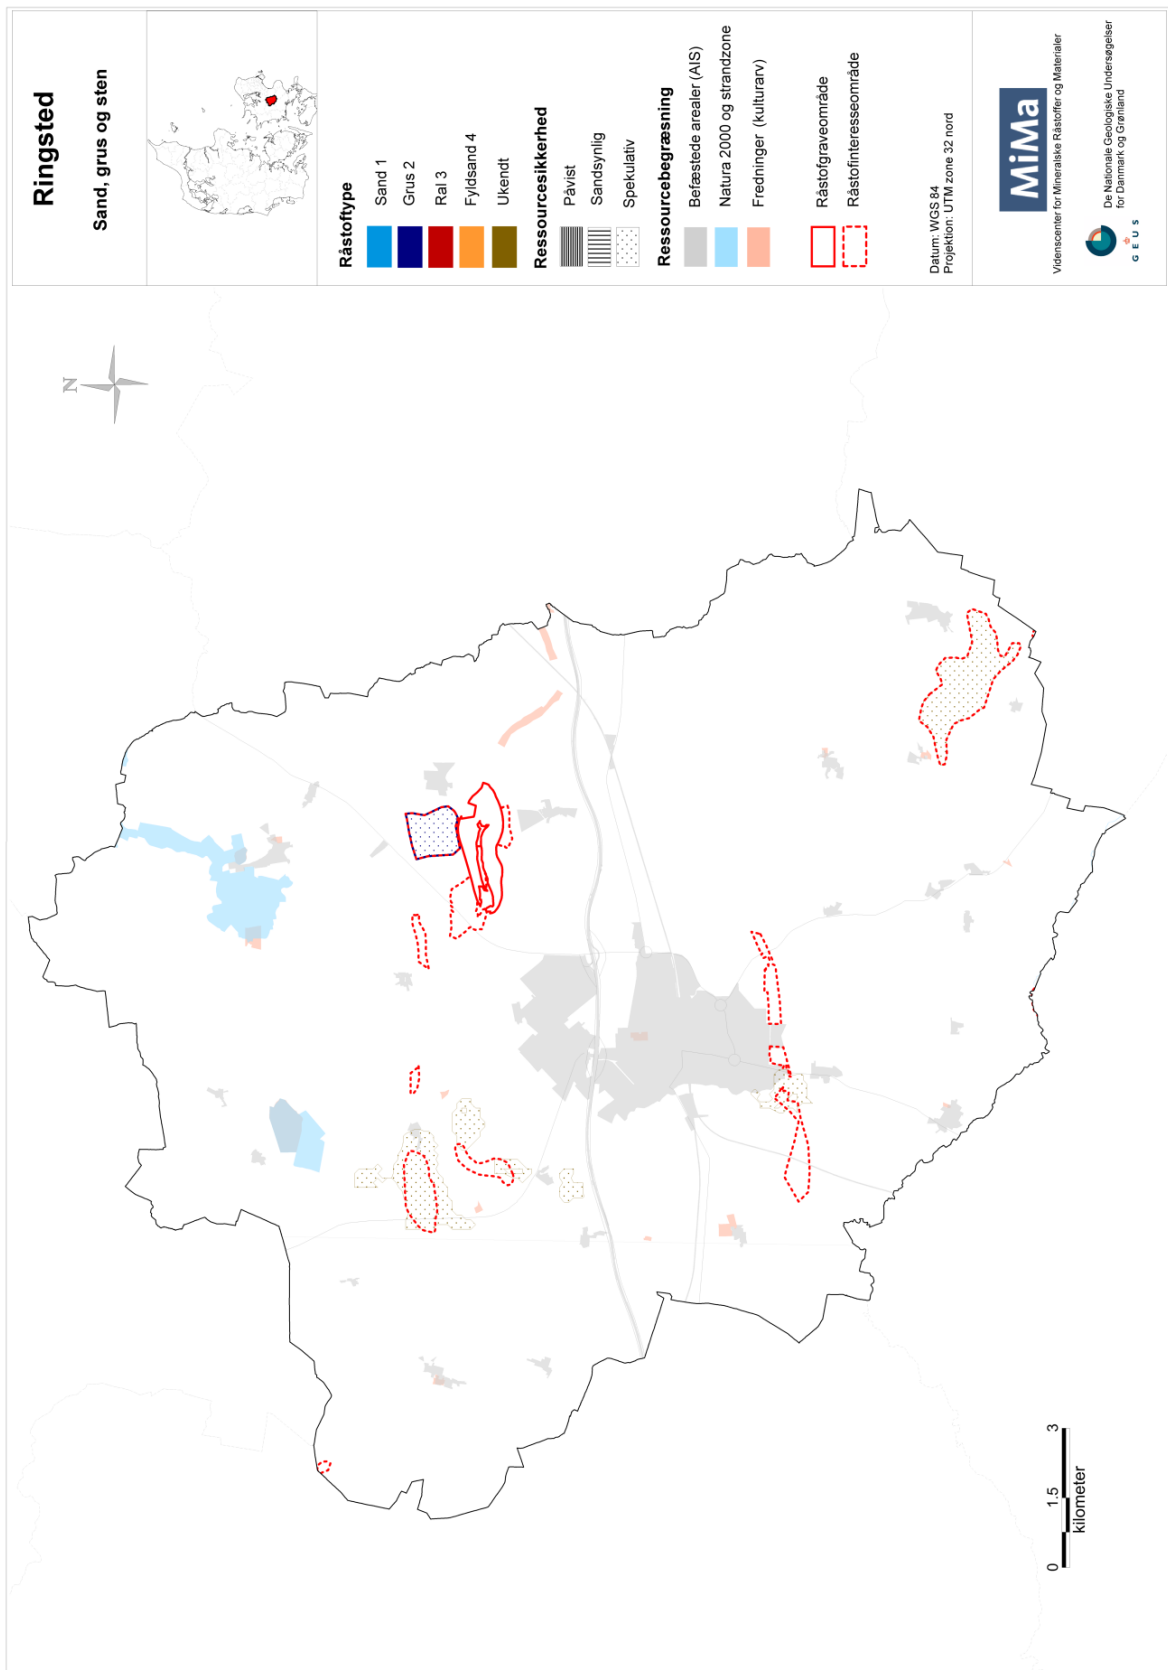 Ringsted
Sand, grus og sten
Råstoftype
Sand 1
Grus 2
Ral 3
Fyldsand 4
Ukendt
Ressourcesikkerhed
Påvist
Sandsynlig
Spekulativ
Ressourcebegræsning
Befæstede arealer (AIS)
Natura 2000 og strandzone
Fredninger (kulturarv)
Råstofgraveområde
Råstofinteresseområde
Datum: WGS 84
Projektion: UTM zone 32 nord
MiMa
Videnscenter for Mineralske Råstoffer og Materialer
G E U S
De Nationale Geologiske Undersøgelser
for Danmark og Grønland
N
0 1.5 3
kilometer